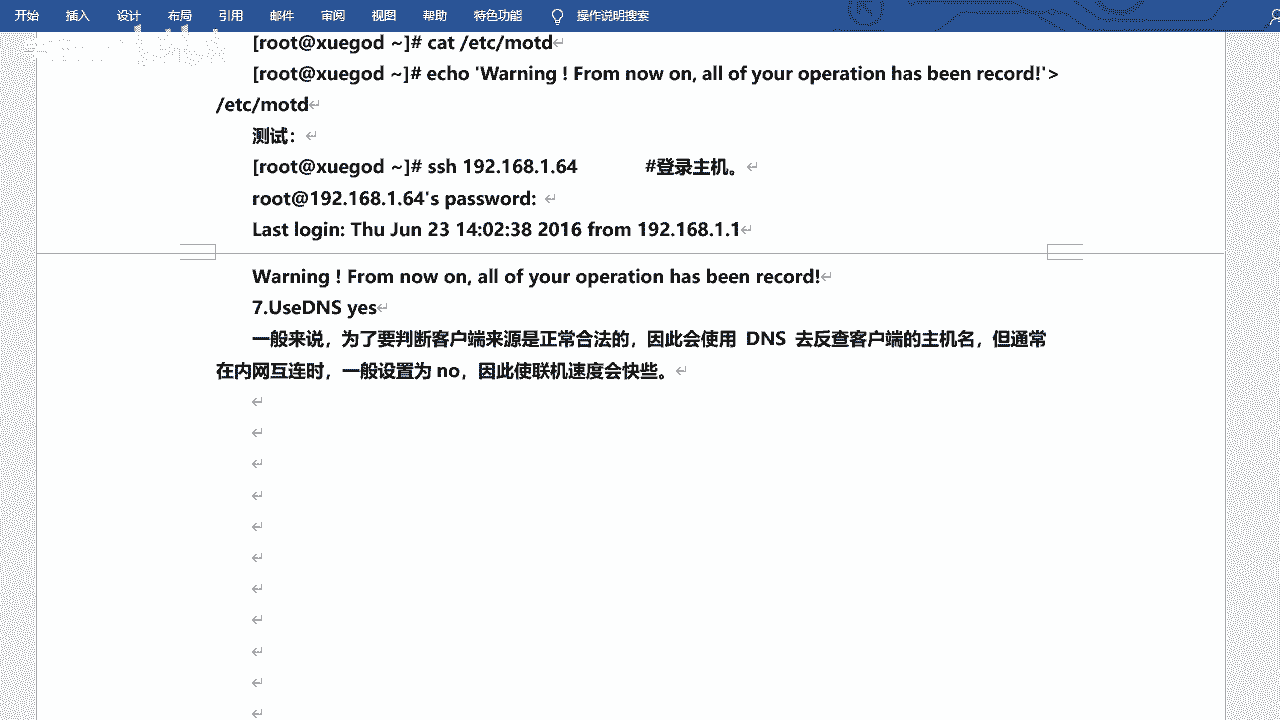 开始 插入 设计 布局 引用 邮件 审阅 视图 帮助 特色功能 操作说明搜索
[root@xuegod ~]# cat /etc/motd
[root@xuegod ~]# echo 'Warning ! From now on, all of your operation has been record!'>
/etc/motd
测试：
[root@xuegod ~]# ssh 192.168.1.64 #登录主机。
root@192.168.1.64's password:
Last login: Thu Jun 23 14:02:38 2016 from 192.168.1.1
Warning ! From now on, all of your operation has been record!
7.UseDNS yes
一般来说，为了要判断客户端来源是正常合法的，因此会使用 DNS 去反查客户端的主机名，但通常
在内网互连时，一般设置为 no，因此使联机速度会快些。